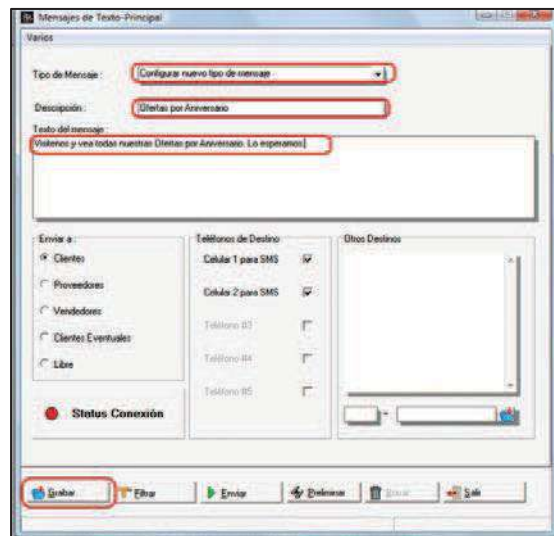 Mensajes de Texto-Principal
Varios
Tipo de Mensaje :
Configurar nuevo tipo de mensaje
Descripción :
Ofertas por Aniversario
Texto del mensaje :
Visitenos y vea todas nuestras Ofertas por Aniversario. Lo esperamos.
Enviar a :
Clientes
Proveedores
Vendedores
Clientes Eventuales
Libre
Teléfonos de Destino
Celular 1 para SMS
Celular 2 para SMS
Teléfono #3
Teléfono #4
Teléfono #5
Otros Destinos
Status Conexión
-
Grabar
Filtrar
Enviar
Preliminar
Borrar
Salir